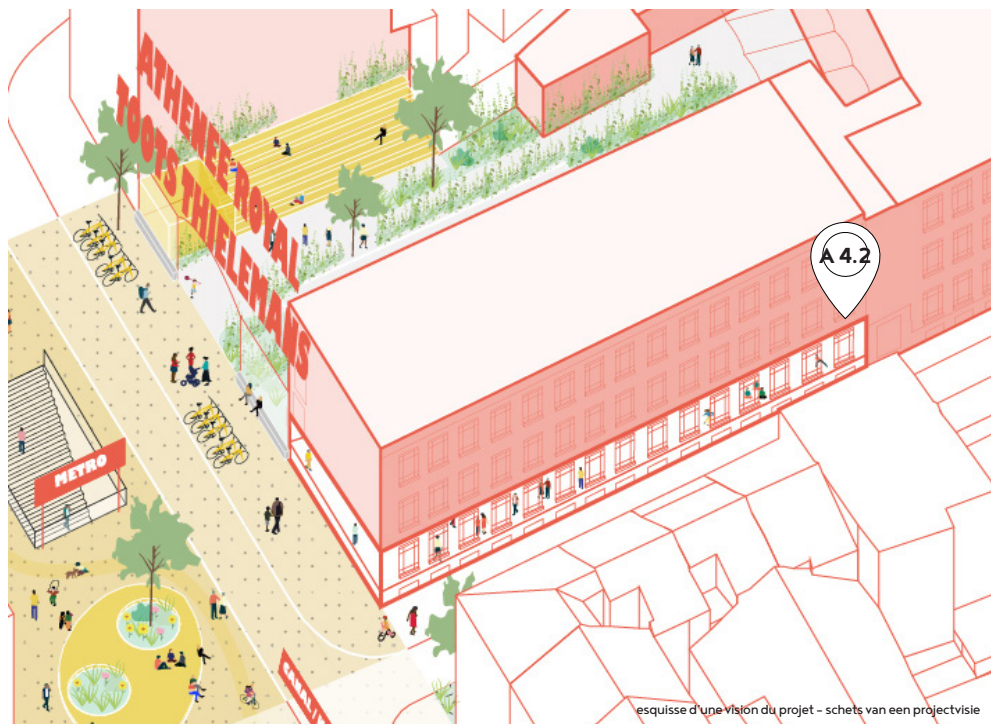 ATHENEE ROYAL
TOOTS THIELEMANS
A 4.2
METRO
esquisse d'une vision du projet – schets van een projectvisie